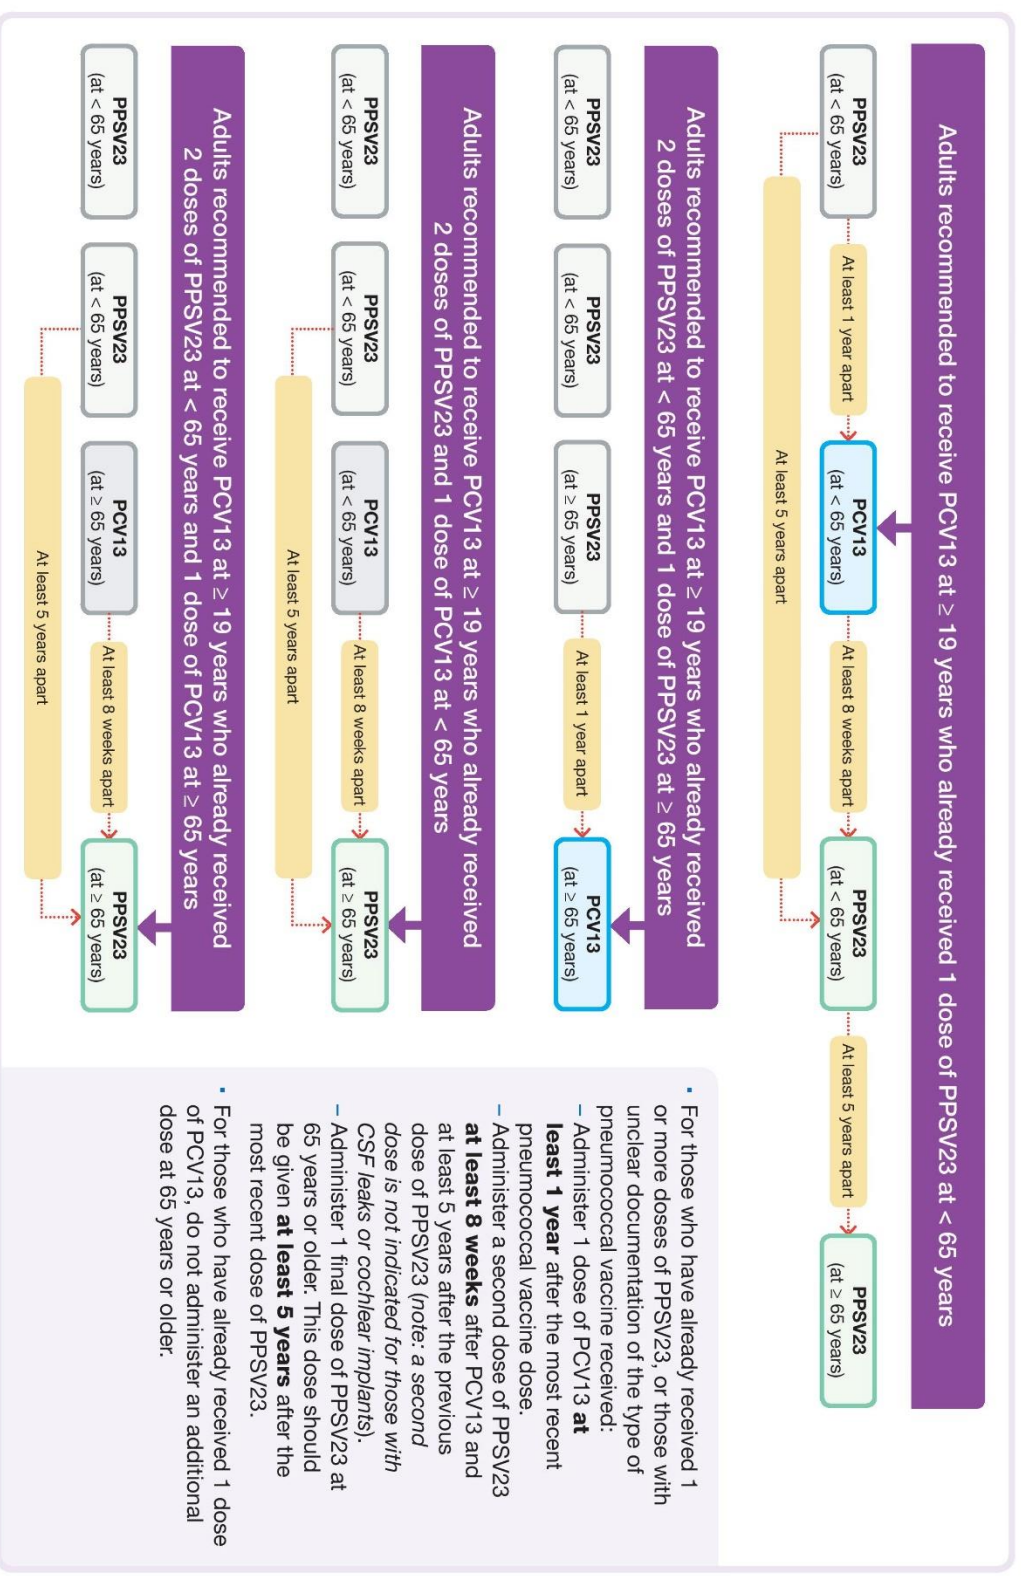 Adults recommended to receive PCV13 at ≥ 19 years who already received 1 dose of PPSV23 at < 65 years
PPSV23
(at < 65 years)
At least 1 year apart
PCV13
(at < 65 years)
At least 8 weeks apart
PPSV23
(at < 65 years)
At least 5 years apart
PPSV23
(at ≥ 65 years)
At least 5 years apart
Adults recommended to receive PCV13 at ≥ 19 years who already received
2 doses of PPSV23 at < 65 years and 1 dose of PPSV23 at ≥ 65 years
PPSV23
(at < 65 years)
PPSV23
(at < 65 years)
PPSV23
(at ≥ 65 years)
At least 1 year apart
PCV13
(at ≥ 65 years)
Adults recommended to receive PCV13 at ≥ 19 years who already received
2 doses of PPSV23 and 1 dose of PCV13 at < 65 years
PPSV23
(at < 65 years)
PPSV23
(at < 65 years)
PCV13
(at < 65 years)
At least 8 weeks apart
PPSV23
(at ≥ 65 years)
At least 5 years apart
Adults recommended to receive PCV13 at ≥ 19 years who already received
2 doses of PPSV23 at < 65 years and 1 dose of PCV13 at ≥ 65 years
PPSV23
(at < 65 years)
PPSV23
(at < 65 years)
PCV13
(at ≥ 65 years)
At least 8 weeks apart
PPSV23
(at ≥ 65 years)
At least 5 years apart
▪ For those who have already received 1
or more doses of PPSV23, or those with
unclear documentation of the type of
pneumococcal vaccine received:
– Administer 1 dose of PCV13 at
least 1 year after the most recent
pneumococcal vaccine dose.
– Administer a second dose of PPSV23
at least 8 weeks after PCV13 and
at least 5 years after the previous
dose of PPSV23 (note: a second
dose is not indicated for those with
CSF leaks or cochlear implants).
– Administer 1 final dose of PPSV23 at
65 years or older. This dose should
be given at least 5 years after the
most recent dose of PPSV23.
▪ For those who have already received 1 dose
of PCV13, do not administer an additional
dose at 65 years or older.